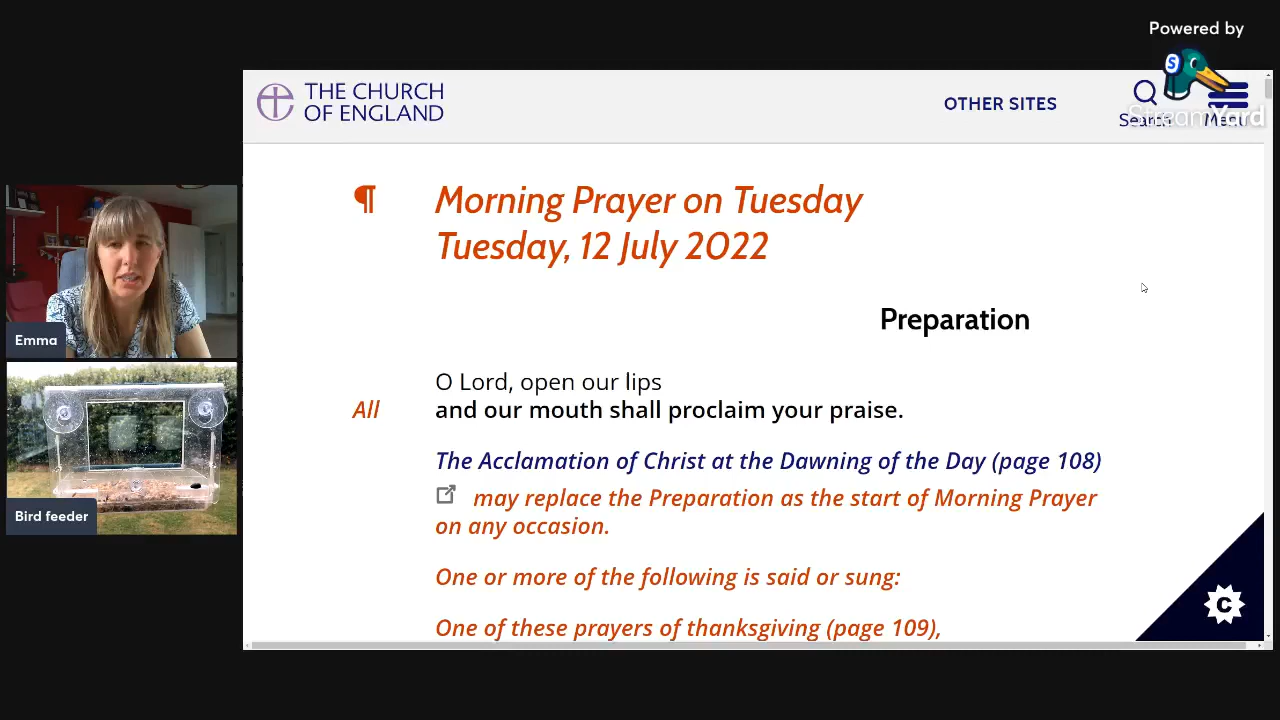 Powered by
StreamYard
THE CHURCH
OF ENGLAND
OTHER SITES
Search
Menu
¶
Morning Prayer on Tuesday
Tuesday, 12 July 2022
Preparation
O Lord, open our lips
All
and our mouth shall proclaim your praise.
The Acclamation of Christ at the Dawning of the Day (page 108)
may replace the Preparation as the start of Morning Prayer
on any occasion.
One or more of the following is said or sung:
One of these prayers of thanksgiving (page 109),
Emma
Bird feeder
S
C